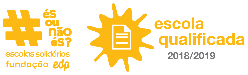 #és
ou
não
és?
escolas solidárias
fundação edp
escola
qualificada
2018/2019